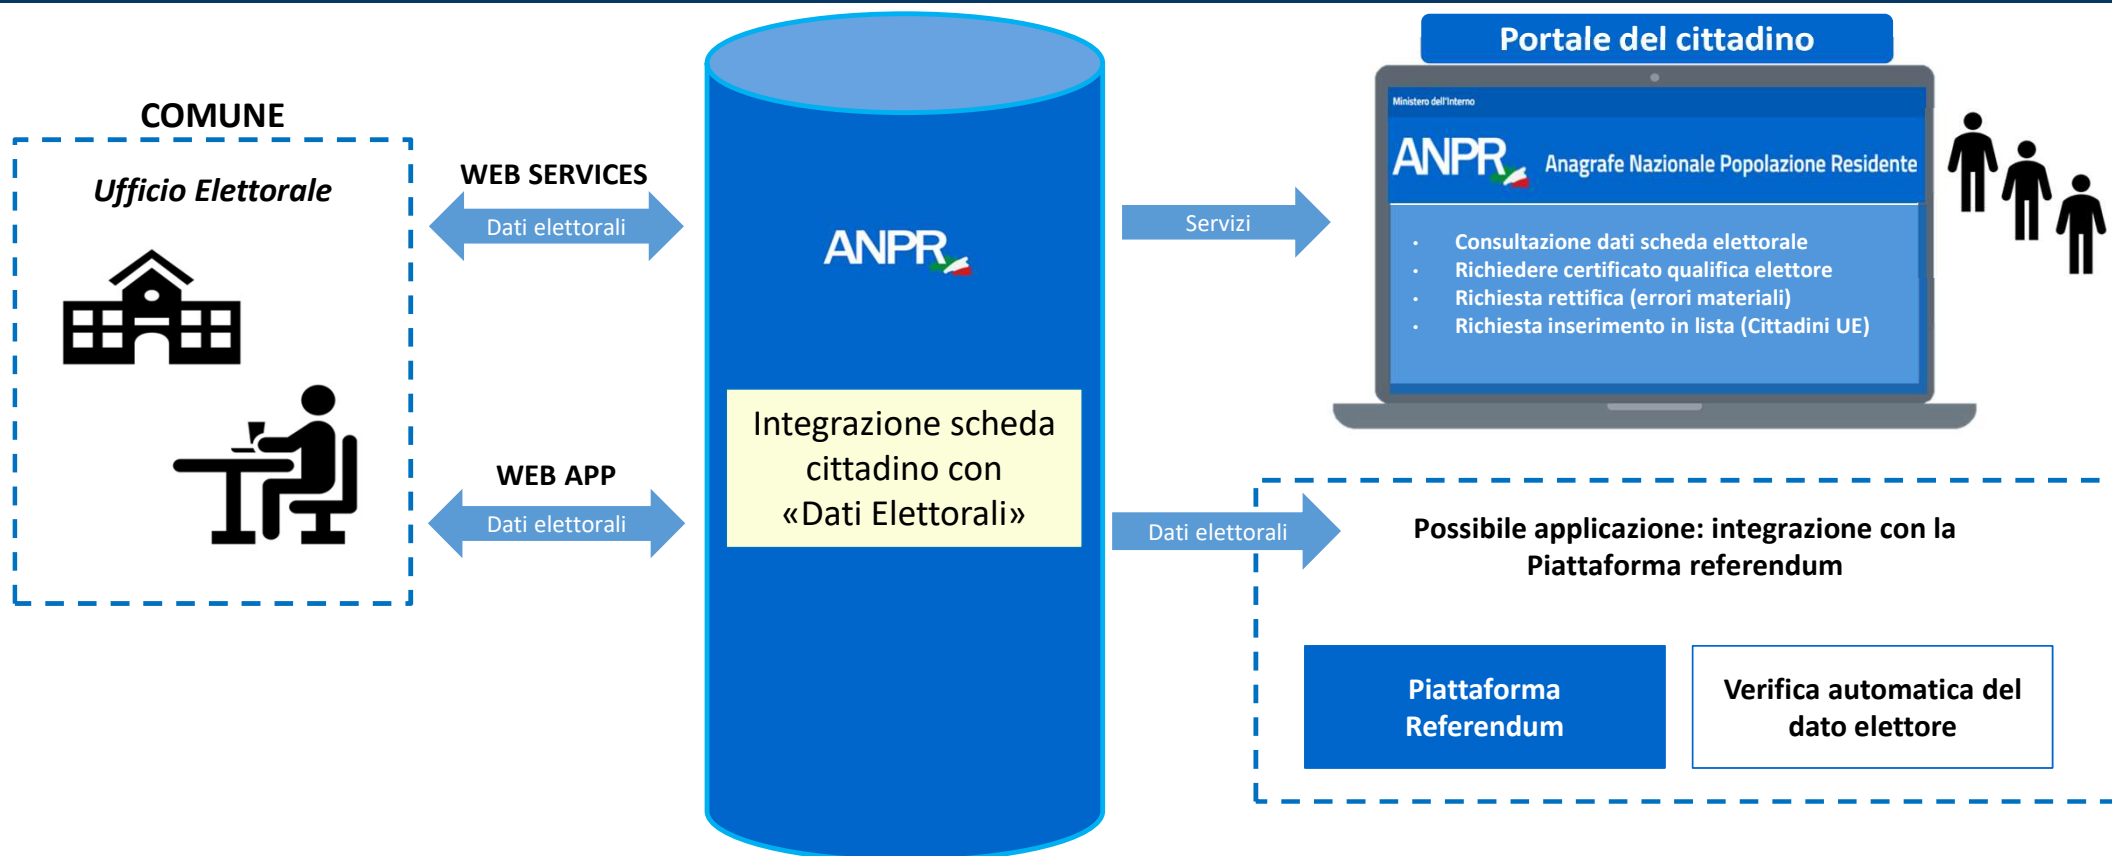 COMUNE
Ufficio Elettorale
WEB SERVICES
Dati elettorali
WEB APP
Dati elettorali
ANPR
Integrazione scheda
cittadino con
«Dati Elettorali»
Servizi
Dati elettorali
Portale del cittadino
Ministero dell'Interno
ANPR Anagrafe Nazionale Popolazione Residente
• Consultazione dati scheda elettorale
• Richiedere certificato qualifica elettore
• Richiesta rettifica (errori materiali)
• Richiesta inserimento in lista (Cittadini UE)
Possibile applicazione: integrazione con la
Piattaforma referendum
Piattaforma
Referendum
Verifica automatica del
dato elettore